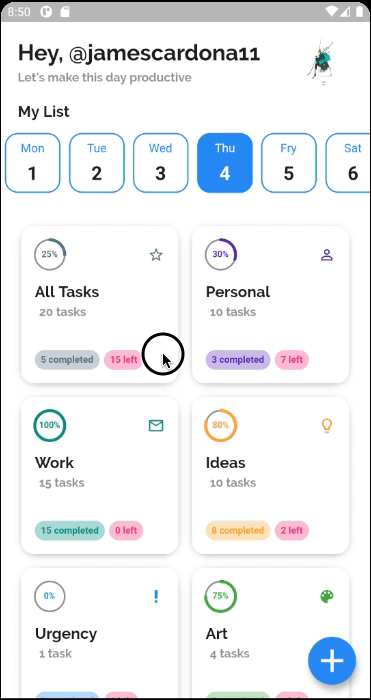 8:50
Hey, @jamescardona11
Let's make this day productive
My List
Mon Tue Wed Thu Fry Sat
1 2 3 4 5 6
25%
30%
All Tasks
Personal
20 tasks
10 tasks
5 completed 15 left
3 completed 7 left
100%
80%
Work
Ideas
15 tasks
10 tasks
15 completed 0 left
8 completed 2 left
0%
75%
Urgency
Art
1 task
4 tasks